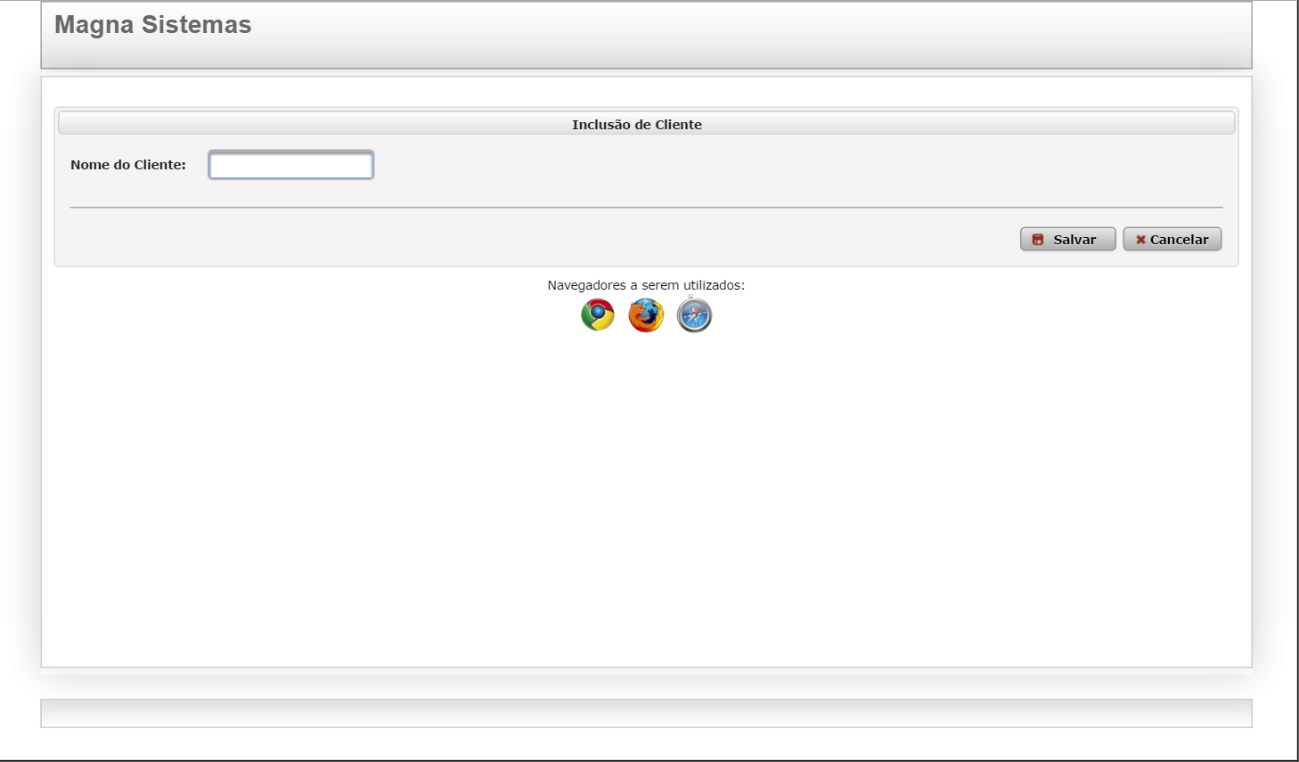 Magna Sistemas
Inclusão de Cliente
Nome do Cliente:
Salvar Cancelar
Navegadores a serem utilizados: